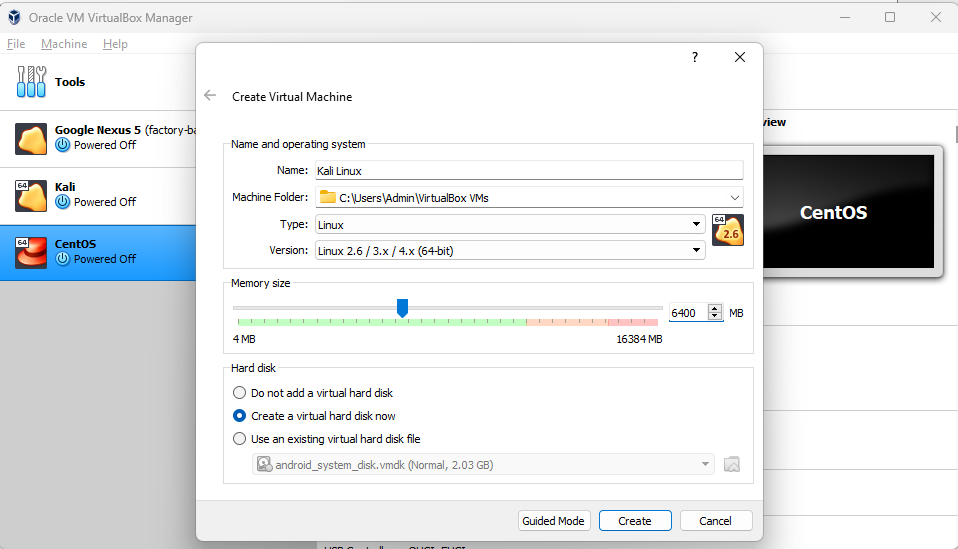 Oracle VM VirtualBox Manager
File Machine Help
Tools
Google Nexus 5 (factory-ba
Powered Off
64
Kali
Powered Off
64
CentOS
Powered Off
?
Create Virtual Machine
Name and operating system
Name: Kali Linux
Machine Folder: C:\Users\Admin\VirtualBox VMs
Type: Linux
64
2.6
Version: Linux 2.6 / 3.x / 4.x (64-bit)
Memory size
6400 MB
4 MB 16384 MB
Hard disk
Do not add a virtual hard disk
Create a virtual hard disk now
Use an existing virtual hard disk file
android_system_disk.vmdk (Normal, 2.03 GB)
Guided Mode Create Cancel
view
CentOS